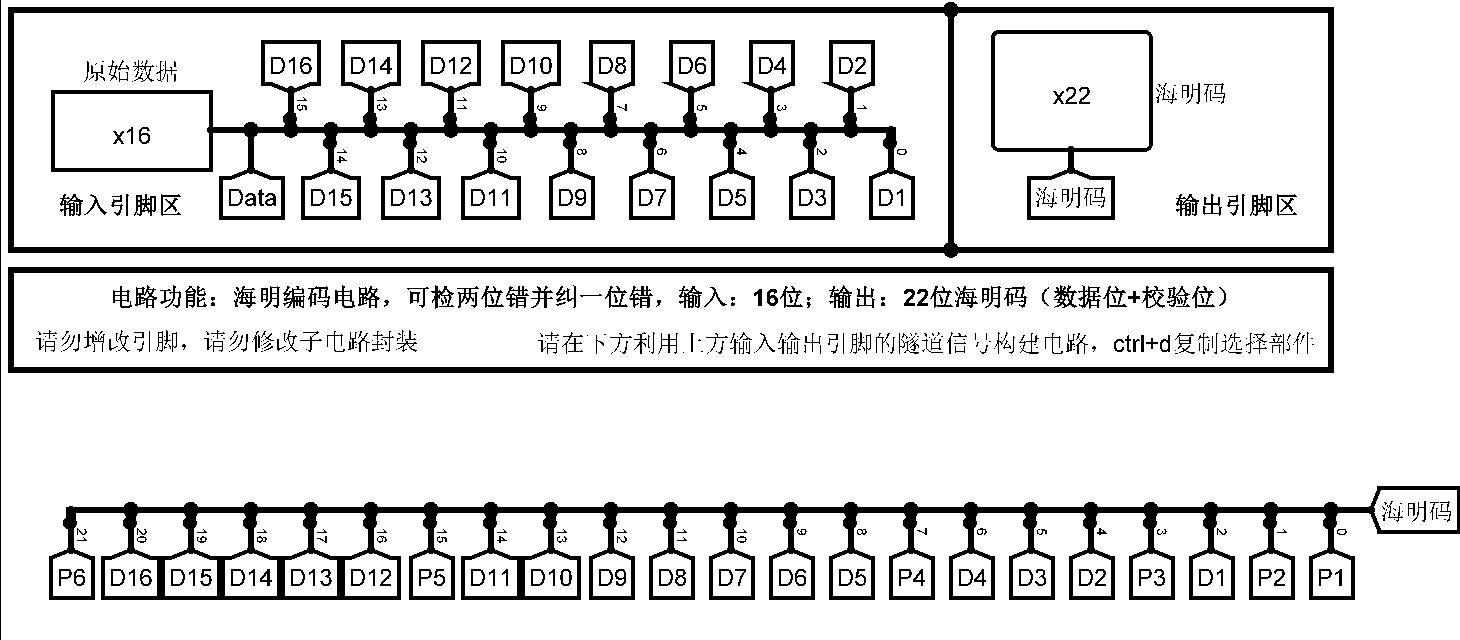 D16 D14 D12 D10 D8 D6 D4 D2
原始数据
15 13 11 9 7 5 3 1
x16
x22
海明码
14 12 10 8 6 4 2 0
Data D15 D13 D11 D9 D7 D5 D3 D1
海明码
输入引脚区
输出引脚区
电路功能：海明编码电路，可检两位错并纠一位错，输入：16位；输出：22位海明码（数据位+校验位）
请勿增改引脚，请勿修改子电路封装
请在下方利用上方输入输出引脚的隧道信号构建电路，ctrl+d复制选择部件
海明码
21 20 19 18 17 16 15 14 13 12 11 10 9 8 7 6 5 4 3 2 1 0
P6 D16 D15 D14 D13 D12 P5 D11 D10 D9 D8 D7 D6 D5 P4 D4 D3 D2 P3 D1 P2 P1